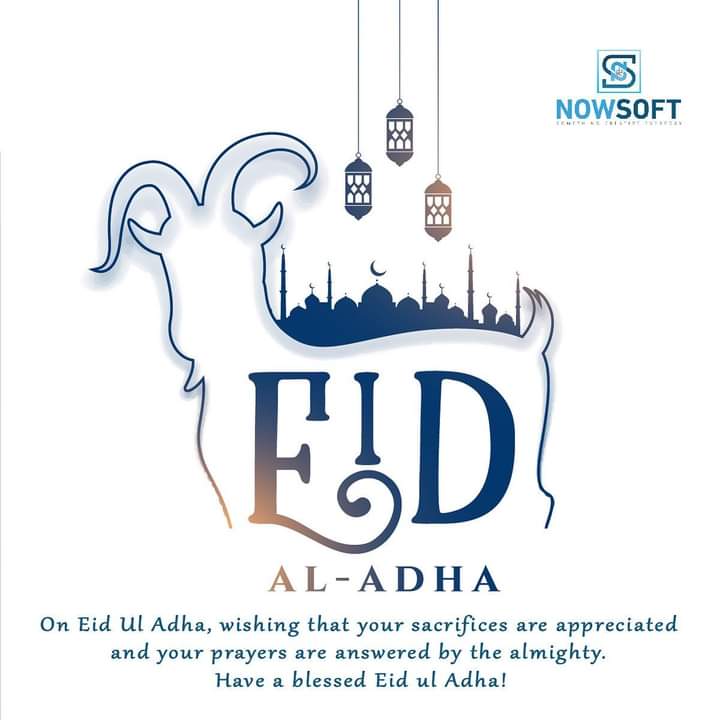 NOWSOFT
EID
AL-ADHA
On Eid Ul Adha, wishing that your sacrifices are appreciated
and your prayers are answered by the almighty.
Have a blessed Eid ul Adha!